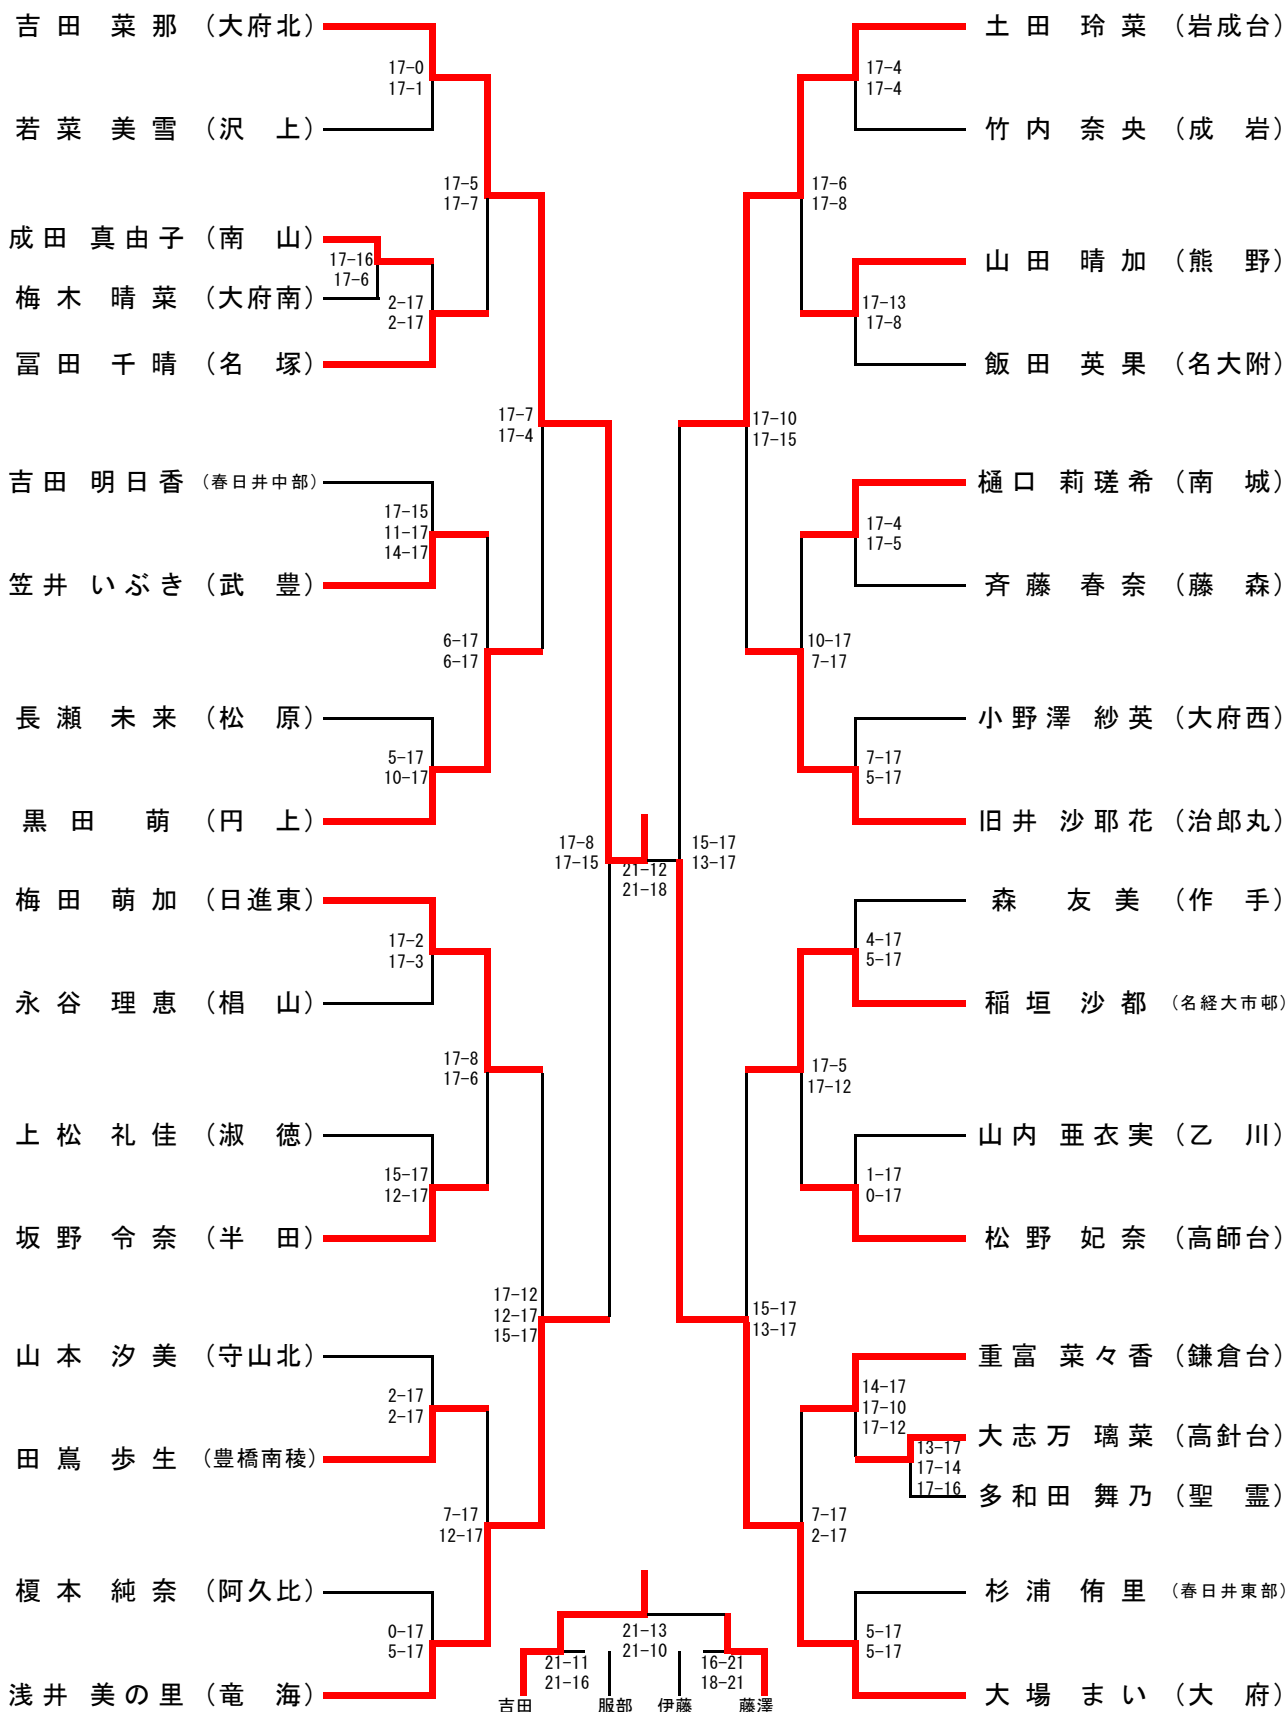 吉田 菜那 (大府北)
17-0
17-1
若菜 美雪 (沢 上)
17-5
17-7
成田 真由子 (南 山)
17-16
17-6
梅木 晴菜 (大府南)
2-17
2-17
冨田 千晴 (名 塚)
17-7
17-4
吉田 明日香 (春日井中部)
17-15
11-17
14-17
笠井 いぶき (武 豊)
6-17
6-17
長瀬 未来 (松 原)
5-17
10-17
黒田 萌 (円 上)
17-8
17-15
梅田 萌加 (日進東)
17-2
17-3
永谷 理恵 (椙 山)
17-8
17-6
上松 礼佳 (淑 徳)
15-17
12-17
坂野 令奈 (半 田)
17-12
12-17
15-17
山本 汐美 (守山北)
2-17
2-17
田嶌 歩生 (豊橋南稜)
7-17
12-17
榎本 純奈 (阿久比)
0-17
5-17
浅井 美の里 (竜 海)
21-12
21-18
土田 玲菜 (岩成台)
17-4
17-4
竹内 奈央 (成 岩)
17-6
17-8
山田 晴加 (熊 野)
17-13
17-8
飯田 英果 (名大附)
17-10
17-15
樋口 莉瑳希 (南 城)
17-4
17-5
斉藤 春奈 (藤 森)
10-17
7-17
小野澤 紗英 (大府西)
7-17
5-17
旧井 沙耶花 (治郎丸)
15-17
13-17
森 友美 (作 手)
4-17
5-17
稲垣 沙都 (名経大市邨)
17-5
17-12
山内 亜衣実 (乙 川)
1-17
0-17
松野 妃奈 (高師台)
15-17
13-17
重富 菜々香 (鎌倉台)
14-17
17-10
17-12
大志万 璃菜 (高針台)
13-17
17-14
17-16
多和田 舞乃 (聖 霊)
7-17
2-17
杉浦 侑里 (春日井東部)
5-17
5-17
大場 まい (大 府)
21-13
21-10
21-11
21-16
16-21
18-21
吉田 服部 伊藤 藤澤